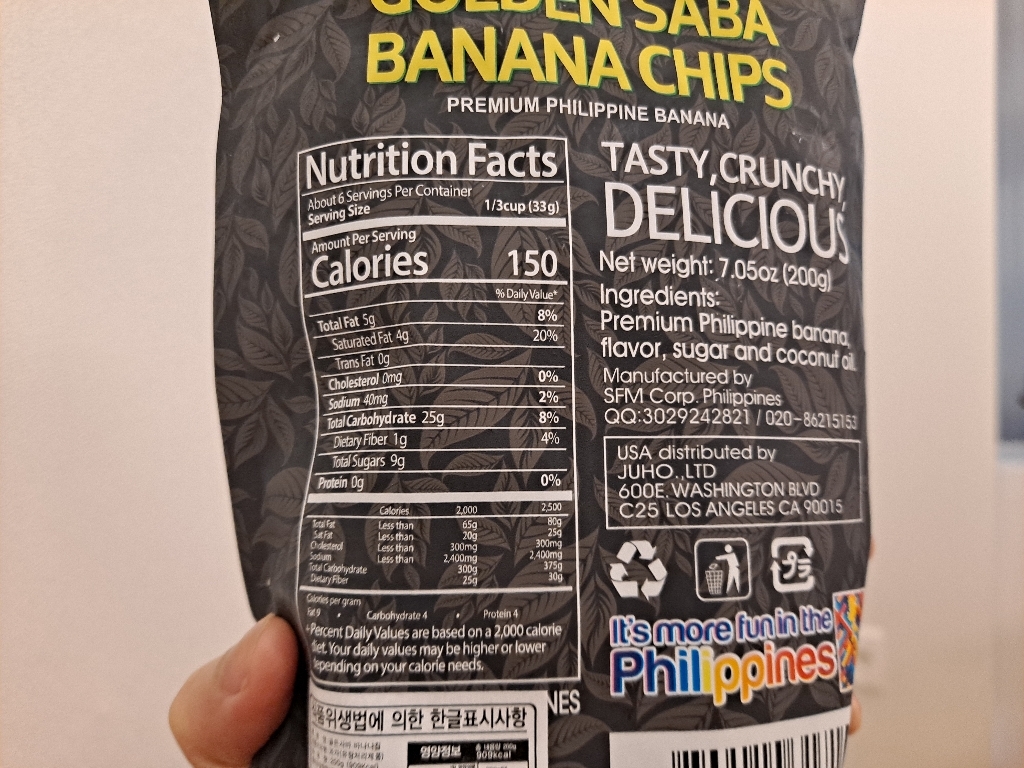 GOLDEN SABA
BANANA CHIPS
PREMIUM PHILIPPINE BANANA
Nutrition Facts
About 6 Servings Per Container
Serving Size 1/3cup (33g)
Amount Per Serving
Calories 150
% Daily Value*
Total Fat 5g 8%
Saturated Fat 4g 20%
Trans Fat 0g
Cholesterol 0mg 0%
Sodium 40mg 2%
Total Carbohydrate 25g 8%
Dietary Fiber 1g 4%
Total Sugars 9g
Protein 0g 0%
Calories 2,000 2,500
Total Fat Less than 65g 80g
Sat Fat Less than 20g 25g
Cholesterol Less than 300mg 300mg
Sodium Less than 2,400mg 2,400mg
Total Carbohydrate 300g 375g
Dietary Fiber 25g 30g
Calories per gram
Fat 9 • Carbohydrate 4 • Protein 4
Percent Daily Values are based on a 2,000 calorie
diet. Your daily values may be higher or lower
depending on your calorie needs.
TASTY,CRUNCHY,
DELICIOUS
Net weight: 7.05oz (200g)
Ingredients:
Premium Philippine banana,
flavor, sugar and coconut oil.
Manufactured by
SFM Corp. Philippines
QQ:3029242821 / 020-86215153
USA distributed by
JUHO.,LTD
600E. WASHINGTON BLVD
C25 LOS ANGELES CA 90015
プラ
It's more fun in the
Philippines
NES
식품위생법에 의한 한글표시사항
영양정보 총 내용량 200g
909kcal